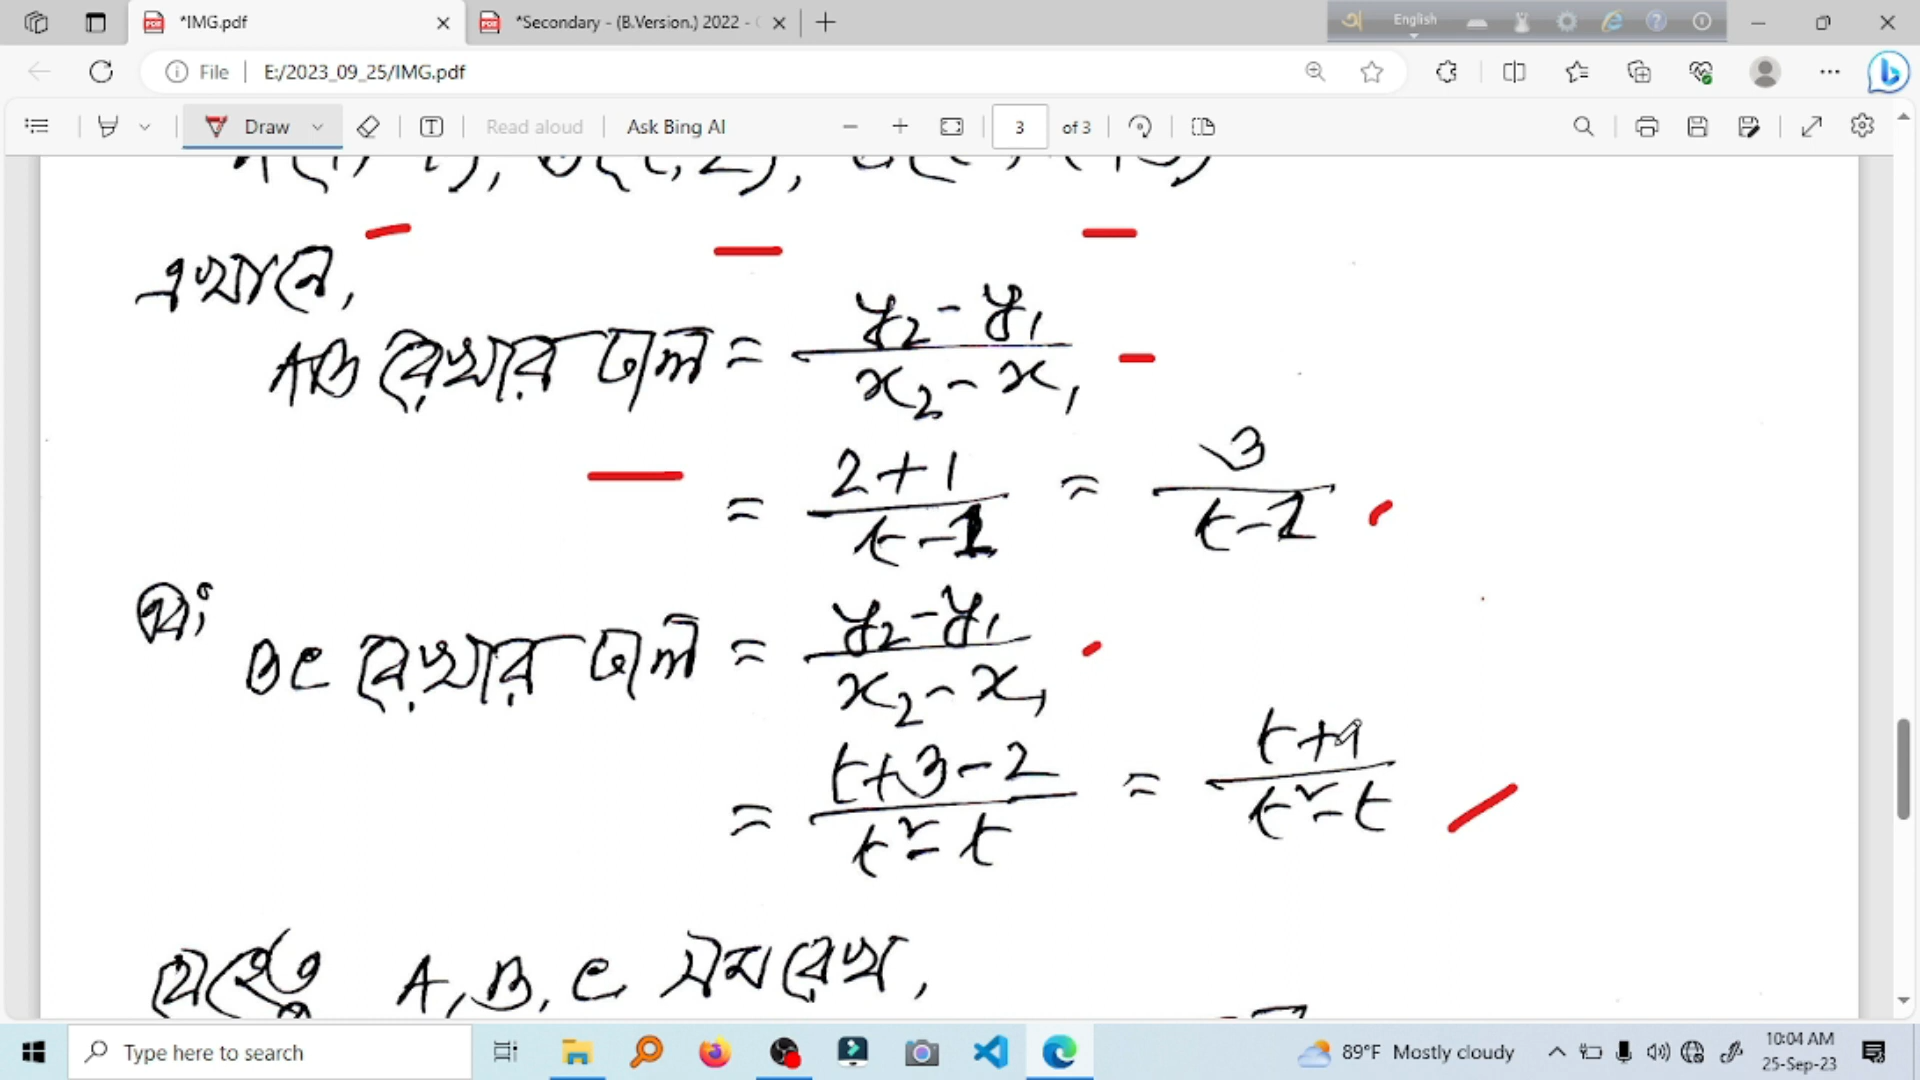 *IMG.pdf
*Secondary - (B.Version.) 2022 -
English
File E:/2023_09_25/IMG.pdf
Draw Read aloud Ask Bing AI 3 of 3
এখানে,
AB রেখার ঢাল = y₂ - y₁ / x₂ - x₁
= 2+1 / t-1 = 3 / t-1
এবং
BC রেখার ঢাল = y₂-y₁ / x₂-x₁
= t+3-2 / t²-t = t+1 / t²-t
যেহেতু A, B, C সমরেখ,
Type here to search
89°F Mostly cloudy
10:04 AM
25-Sep-23